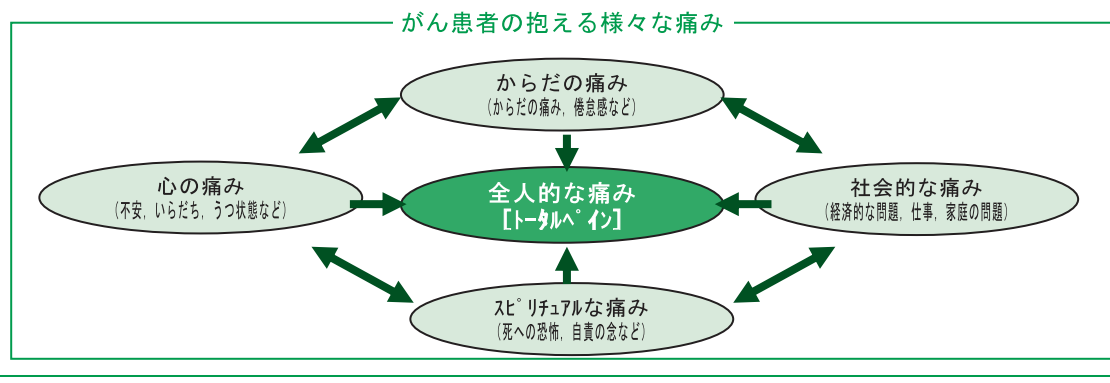 がん患者の抱える様々な痛み
からだの痛み
（からだの痛み，倦怠感など）
心の痛み
（不安，いらだち，うつ状態など）
全人的な痛み
［ﾄｰﾀﾙﾍﾟｲﾝ］
社会的な痛み
（経済的な問題，仕事，家庭の問題）
ｽﾋﾟﾘﾁｭｱﾙな痛み
（死への恐怖，自責の念など）